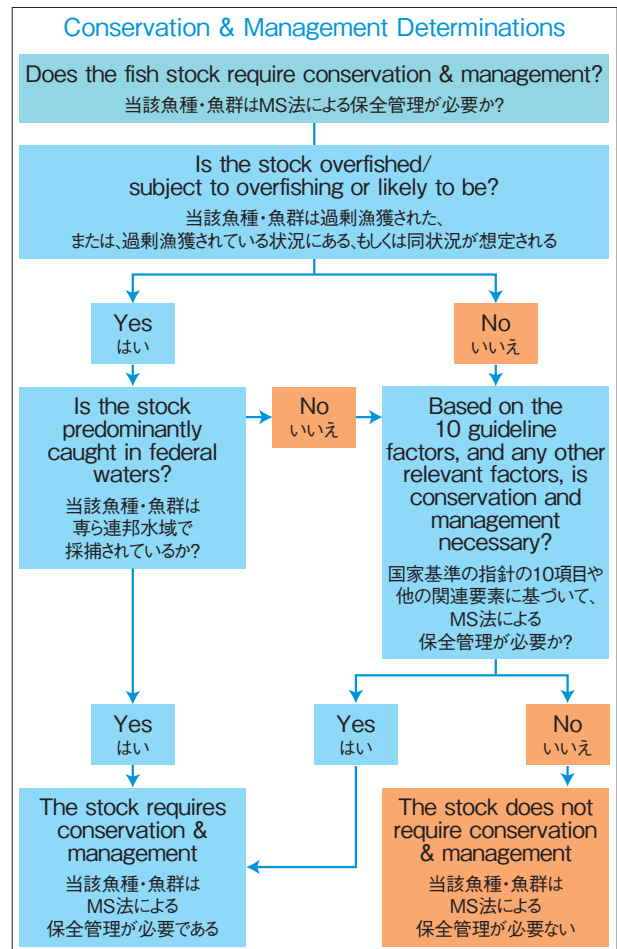 Conservation & Management Determinations
Does the fish stock require conservation & management?
当該魚種・魚群はMS法による保全管理が必要か?
Is the stock overfished/
subject to overfishing or likely to be?
当該魚種・魚群は過剰漁獲された、
または、過剰漁獲されている状況にある、もしくは同状況が想定される
Yes
はい
No
いいえ
Is the stock
predominantly
caught in federal
waters?
当該魚種・魚群は
専ら連邦水域で
採捕されているか?
No
いいえ
Based on the
10 guideline
factors, and any other
relevant factors, is
conservation and
management
necessary?
国家基準の指針の10項目や
他の関連要素に基づいて、
MS法による
保全管理が必要か?
Yes
はい
Yes
はい
No
いいえ
The stock requires
conservation &
management
当該魚種・魚群は
MS法による
保全管理が必要である
The stock does not
require conservation
& management
当該魚種・魚群は
MS法による
保全管理が必要ない